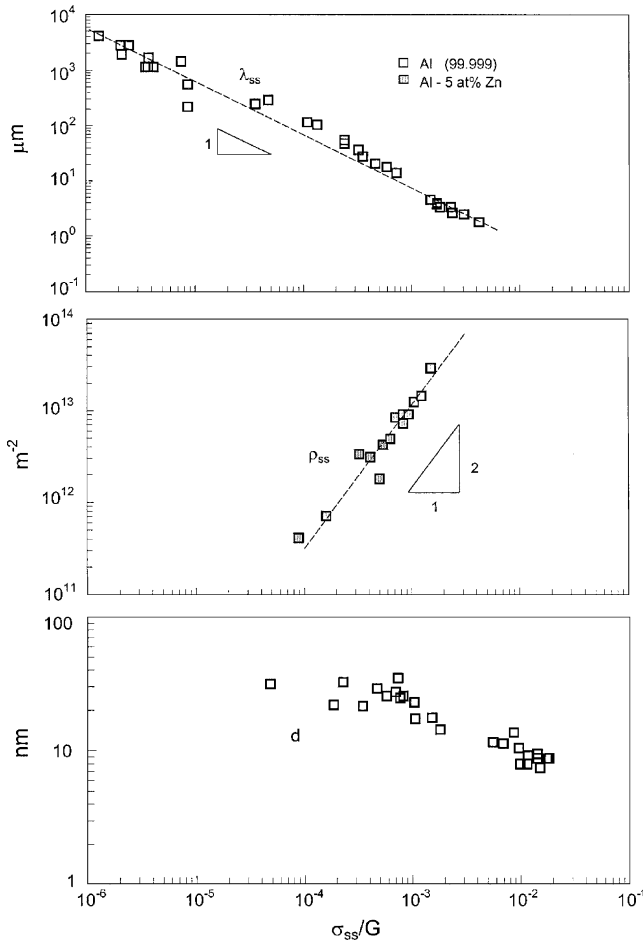 10⁴
10³
10²
10¹
10⁰
10⁻¹
μm
λss
1
Al (99.999)
Al - 5 at% Zn
10¹⁴
10¹³
10¹²
10¹¹
m⁻²
ρss
2
1
100
10
1
nm
d
10⁻⁶ 10⁻⁵ 10⁻⁴ 10⁻³ 10⁻² 10⁻¹
σss/G